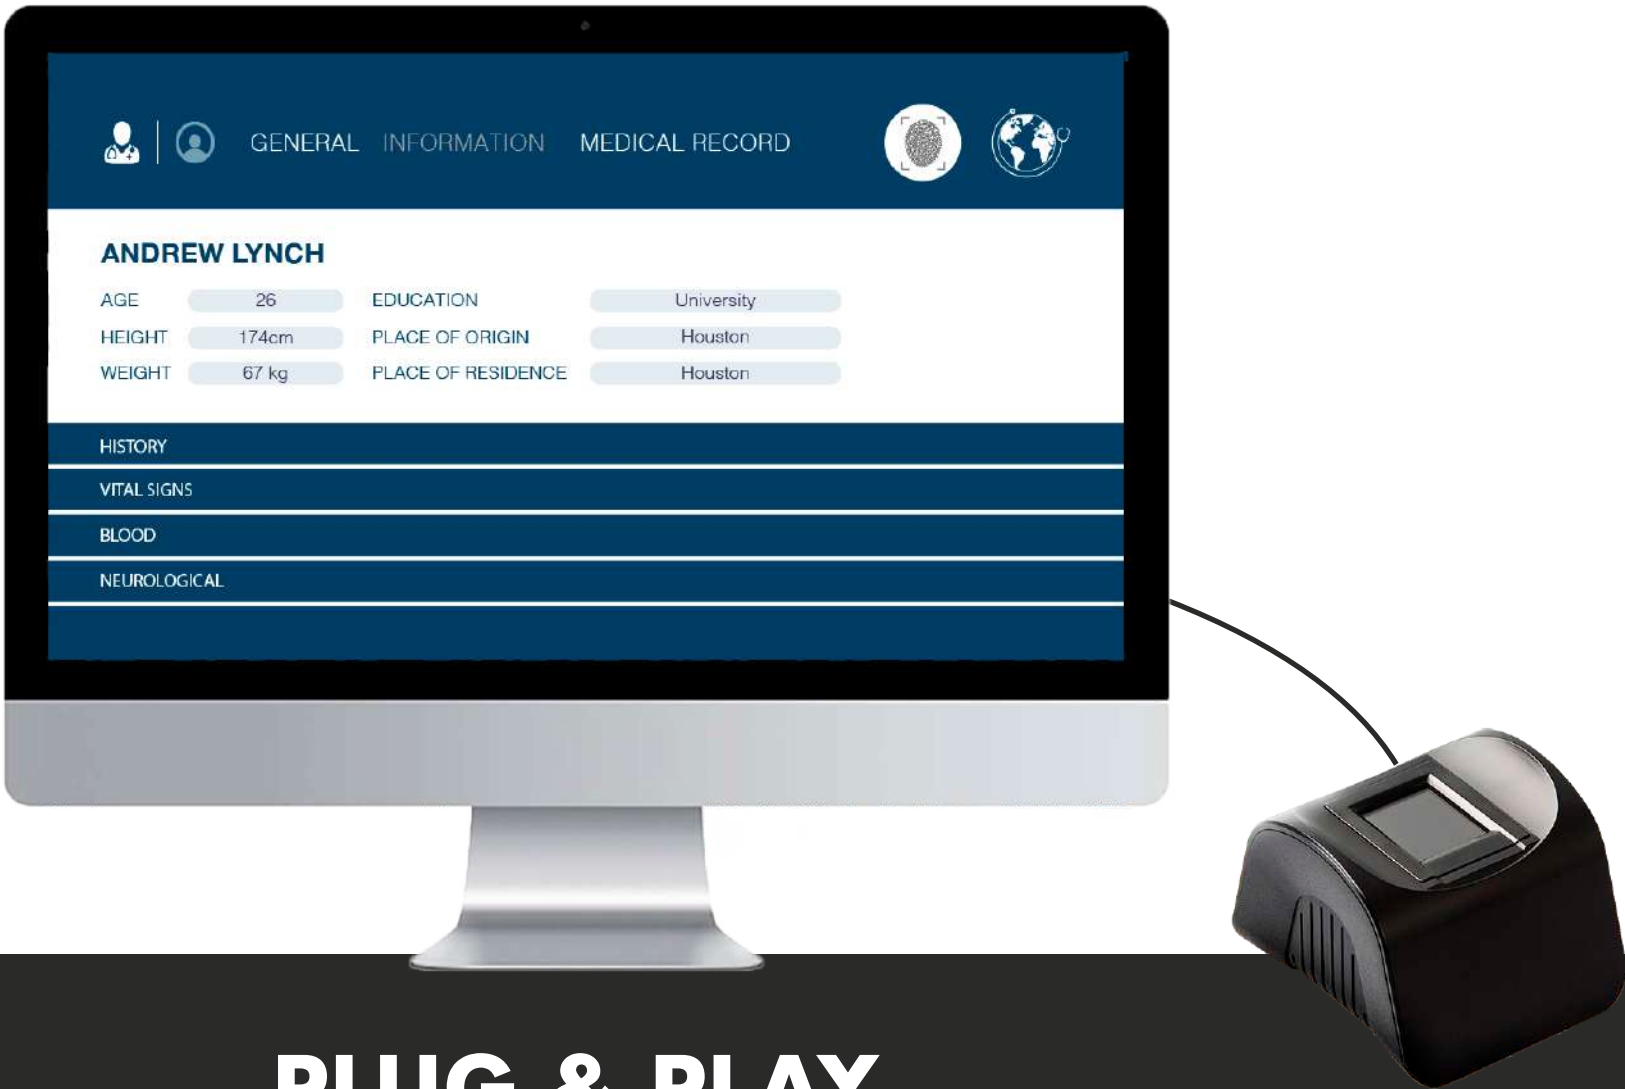 GENERAL INFORMATION MEDICAL RECORD
ANDREW LYNCH
AGE 26 EDUCATION University
HEIGHT 174cm PLACE OF ORIGIN Houston
WEIGHT 67 kg PLACE OF RESIDENCE Houston
HISTORY
VITAL SIGNS
BLOOD
NEUROLOGICAL
PLUG & PLAY